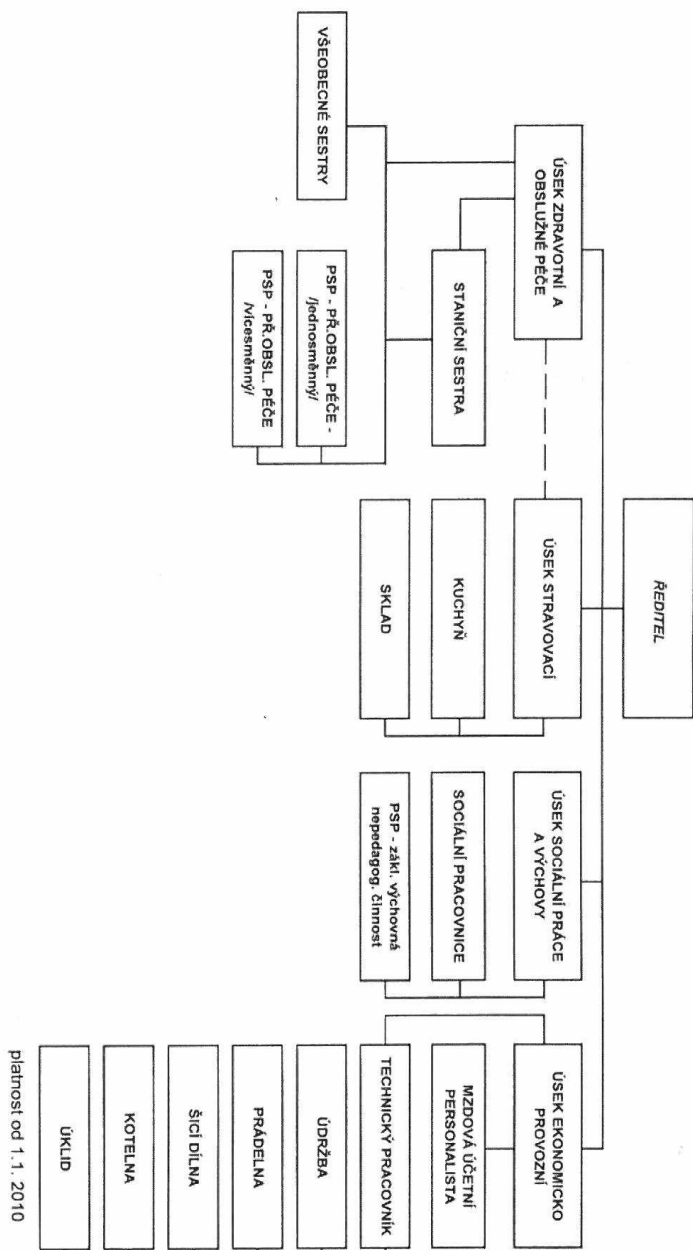 ŘEDITEL
ÚSEK ZDRAVOTNÍ A
OBSLUŽNÉ PÉČE
ÚSEK STRAVOVACÍ
ÚSEK SOCIÁLNÍ PRÁCE
A VÝCHOVY
ÚSEK EKONOMICKO
PROVOZNÍ
STANIČNÍ SESTRA
KUCHYŇ
SOCIÁLNÍ PRACOVNICE
MZDOVÁ ÚČETNÍ
PERSONALISTA
VŠEOBECNÉ SESTRY
PSP - PŘ.OBSL. PÉČE -
/jednosměnný/
PSP - PŘ.OBSL. PÉČE
/vícesměnný/
SKLAD
PSP - zákl. výchovná
nepedagog. činnost
TECHNICKÝ PRACOVNÍK
ÚDRŽBA
PRÁDELNA
ŠICÍ DÍLNA
KOTELNA
ÚKLID
platnost od 1.1. 2010